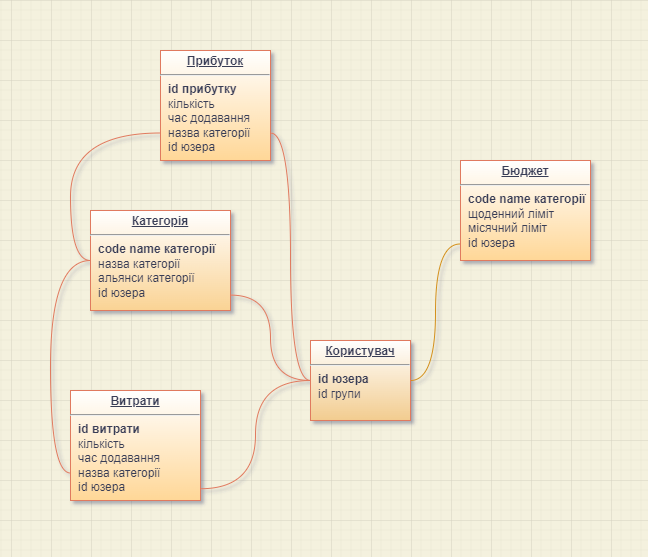 Прибуток
id прибутку
кількість
час додавання
назва категорії
id юзера
Категорія
code name категорії
назва категорії
альянси категорії
id юзера
Витрати
id витрати
кількість
час додавання
назва категорії
id юзера
Користувач
id юзера
id групи
Бюджет
code name категорії
щоденний ліміт
місячний ліміт
id юзера